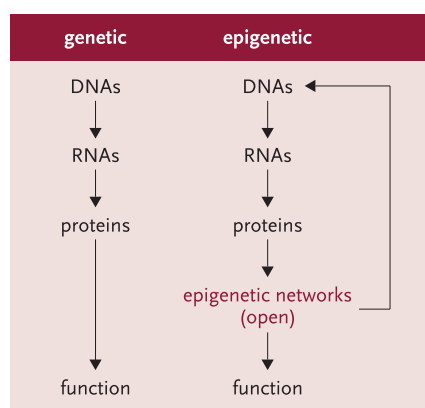 genetic epigenetic
DNAs DNAs
RNAs RNAs
proteins proteins
epigenetic networks
(open)
function function